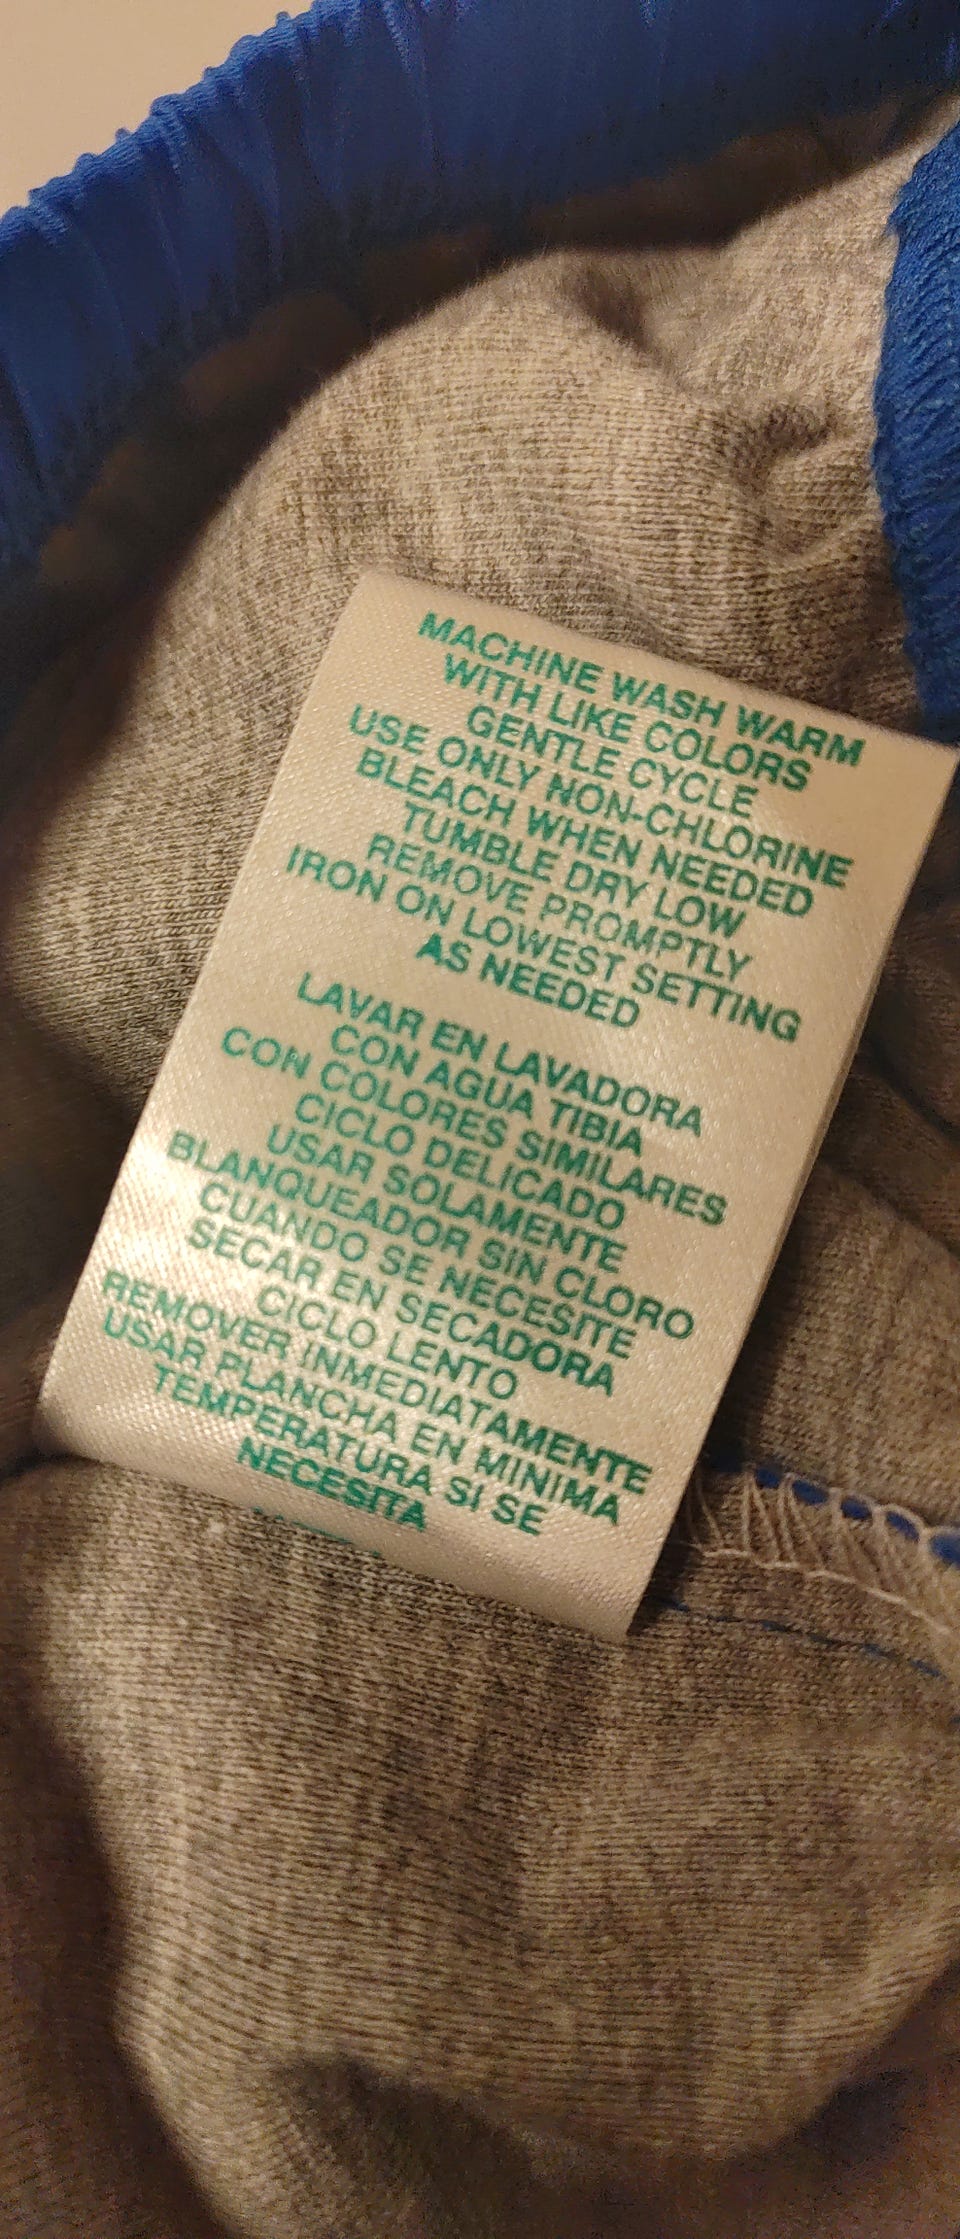 MACHINE WASH WARM
WITH LIKE COLORS
GENTLE CYCLE
USE ONLY NON-CHLORINE
BLEACH WHEN NEEDED
TUMBLE DRY LOW
REMOVE PROMPTLY
IRON ON LOWEST SETTING
AS NEEDED
LAVAR EN LAVADORA
CON AGUA TIBIA
CON COLORES SIMILARES
CICLO DELICADO
USAR SOLAMENTE
BLANQUEADOR SIN CLORO
CUANDO SE NECESITE
SECAR EN SECADORA
CICLO LENTO
REMOVER INMEDIATAMENTE
USAR PLANCHA EN MINIMA
TEMPERATURA SI SE
NECESITA